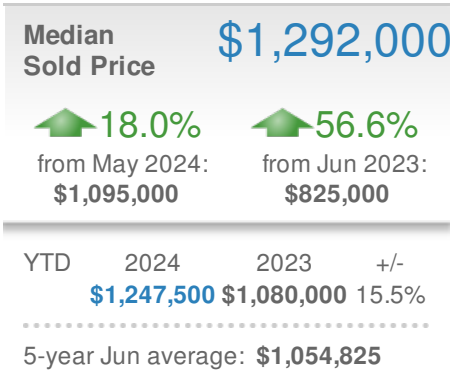 Median $1,292,000
Sold Price
18.0% 56.6%
from May 2024: from Jun 2023:
$1,095,000 $825,000
YTD 2024 2023 +/-
$1,247,500 $1,080,000 15.5%
5-year Jun average: $1,054,825